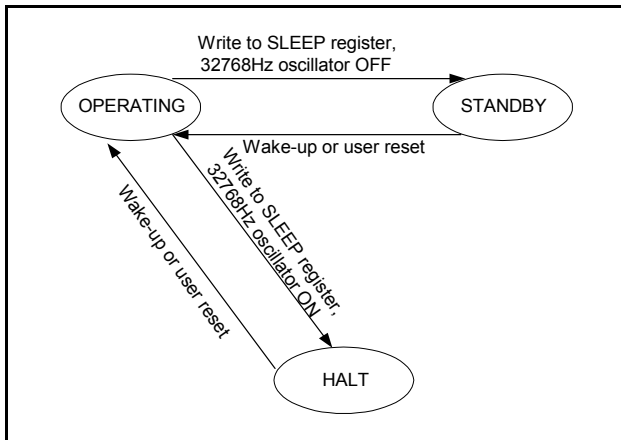 Write to SLEEP register,
32768Hz oscillator OFF
OPERATING
STANDBY
Wake-up or user reset
Write to SLEEP register,
32768Hz oscillator ON
Wake-up or user reset
HALT